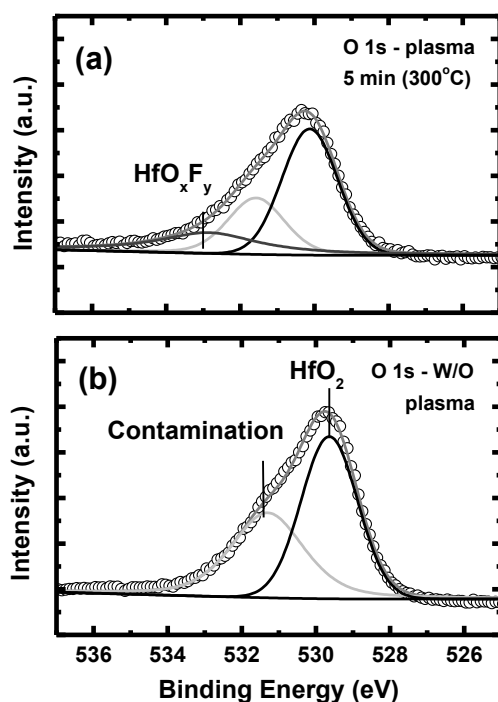 (a)
O 1s - plasma
5 min (300°C)
HfOₓFᵧ
Intensity (a.u.)
(b)
HfO₂
O 1s - W/O
plasma
Contamination
Intensity (a.u.)
536 534 532 530 528 526
Binding Energy (eV)